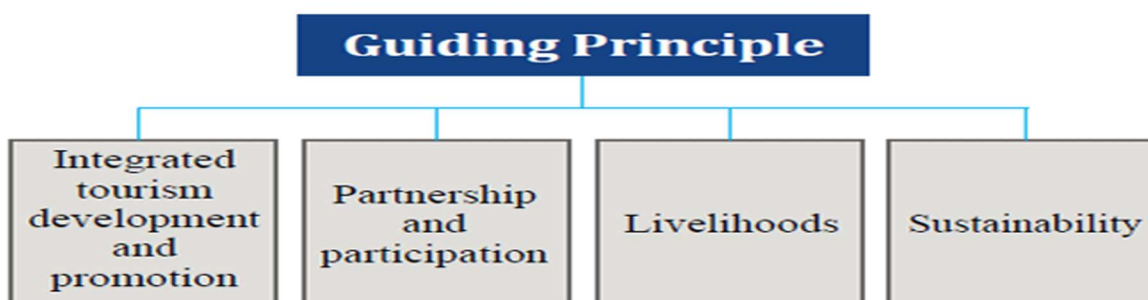 Guiding Principle
Integrated
tourism
development
and
promotion
Partnership
and
participation
Livelihoods
Sustainability